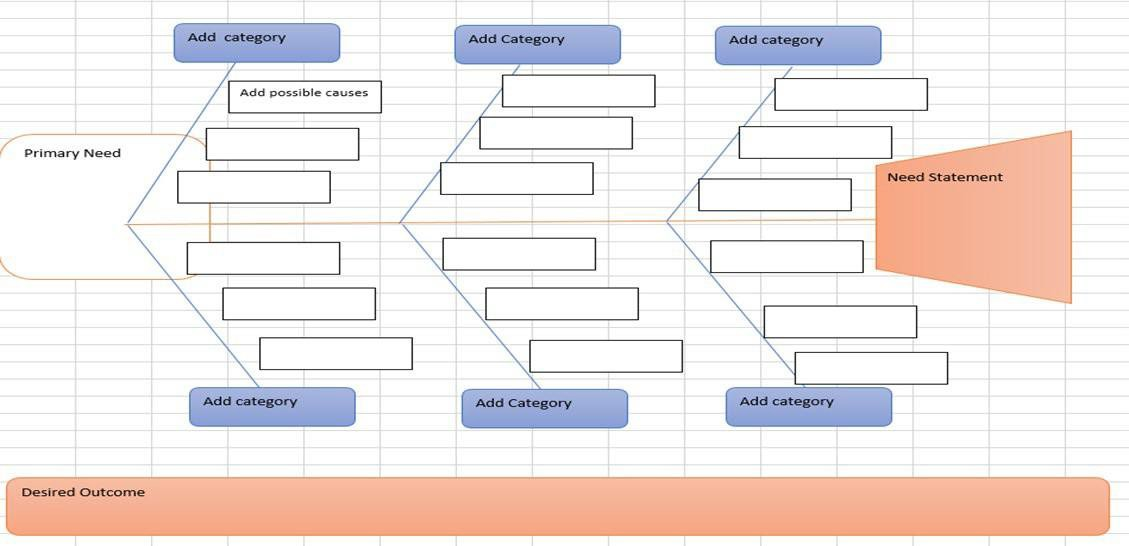 Add category
Add Category
Add category
Add possible causes
Primary Need
Need Statement
Add category
Add Category
Add category
Desired Outcome